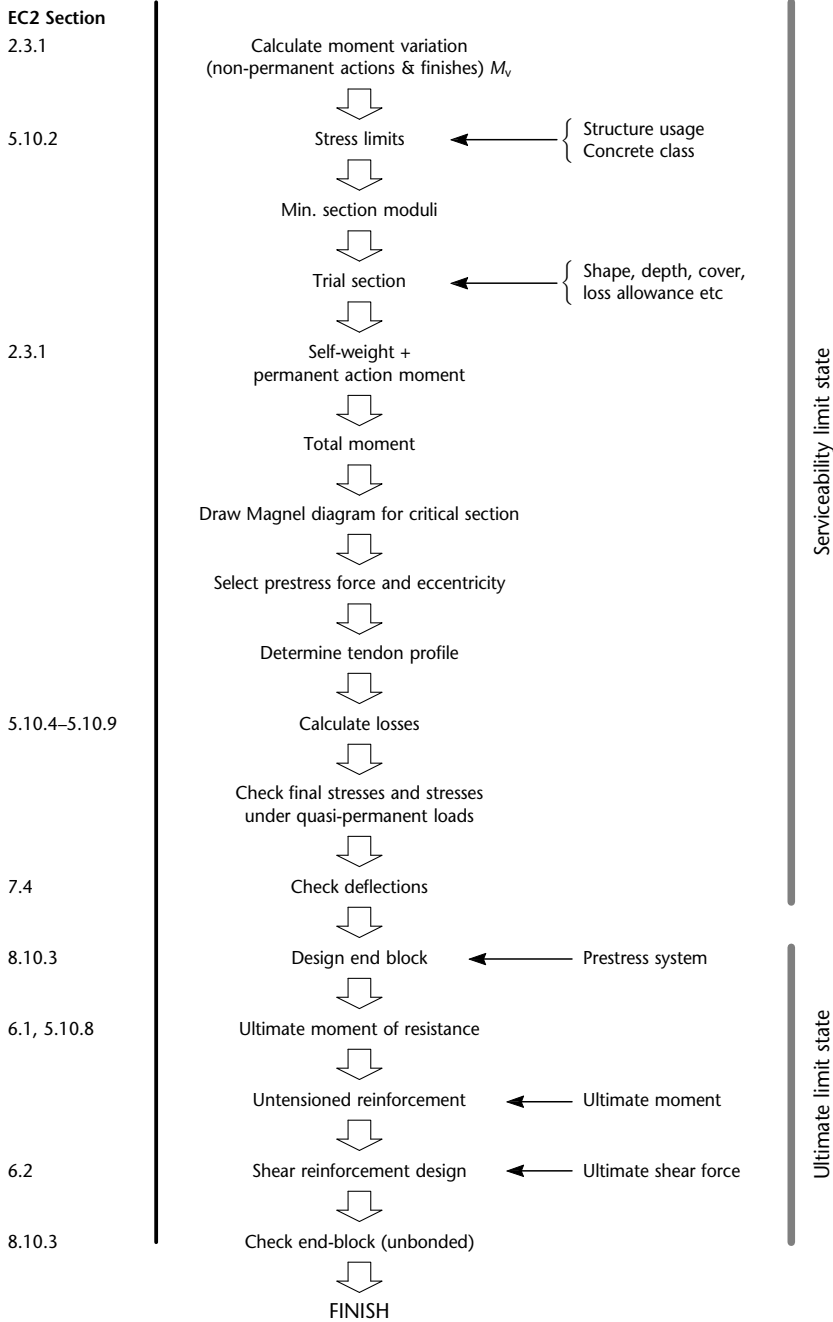 EC2 Section
2.3.1
Calculate moment variation
(non-permanent actions & finishes) Mv
5.10.2
Stress limits
Structure usage
Concrete class
Min. section moduli
Trial section
Shape, depth, cover,
loss allowance etc
2.3.1
Self-weight +
permanent action moment
Total moment
Draw Magnel diagram for critical section
Select prestress force and eccentricity
Determine tendon profile
5.10.4–5.10.9
Calculate losses
Check final stresses and stresses
under quasi-permanent loads
7.4
Check deflections
Serviceability limit state
8.10.3
Design end block
Prestress system
6.1, 5.10.8
Ultimate moment of resistance
Untensioned reinforcement
Ultimate moment
6.2
Shear reinforcement design
Ultimate shear force
8.10.3
Check end-block (unbonded)
Ultimate limit state
FINISH